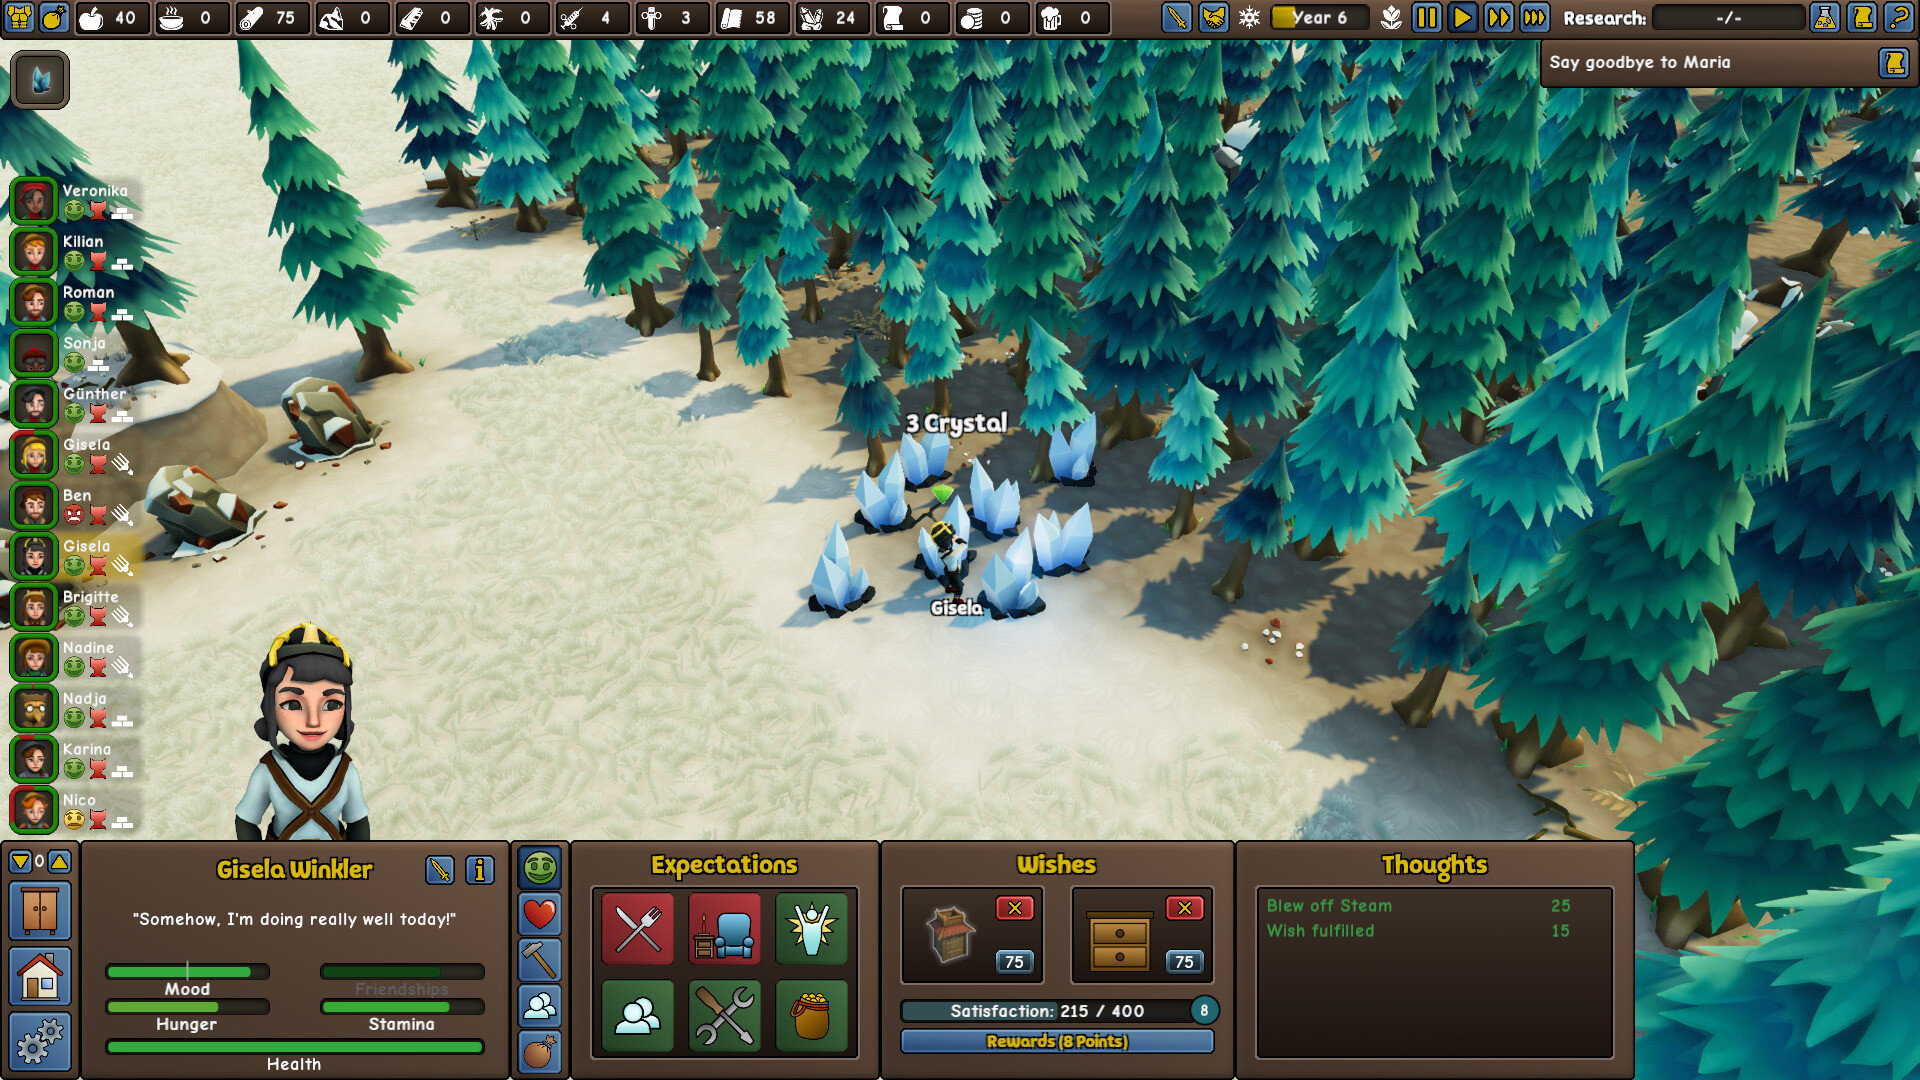 40 0 75 0 0 0 4 3 58 24 0 0 0 Year 6 Research: -/-
Say goodbye to Maria
Veronika
Kilian
Roman
Sonja
Günther
Gisela
Ben
Gisela
Brigitte
Nadine
Nadja
Karina
Nico
3 Crystal
Gisela
0
Gisela Winkler
"Somehow, I'm doing really well today!"
Mood
Friendships
Hunger
Stamina
Health
Expectations
Wishes
75
75
Satisfaction: 215 / 400
8
Rewards (8 Points)
Thoughts
Blew off Steam 25
Wish fulfilled 15